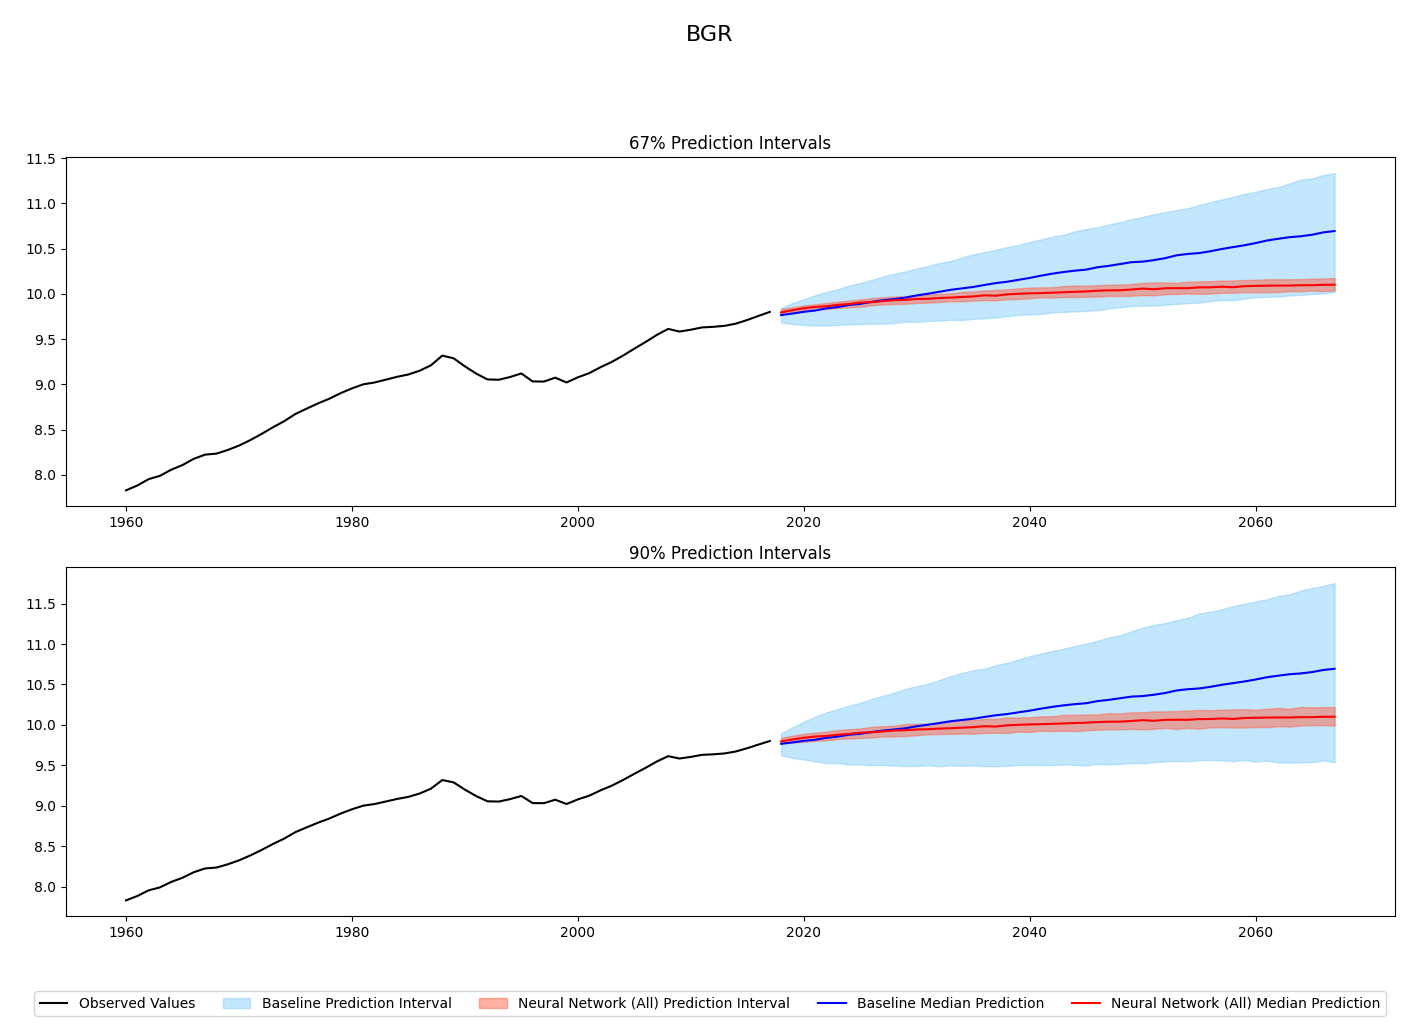 BGR
67% Prediction Intervals
11.5
11.0
10.5
10.0
9.5
9.0
8.5
8.0
1960 1980 2000 2020 2040 2060
90% Prediction Intervals
11.5
11.0
10.5
10.0
9.5
9.0
8.5
8.0
1960 1980 2000 2020 2040 2060
Observed Values Baseline Prediction Interval Neural Network (All) Prediction Interval Baseline Median Prediction Neural Network (All) Median Prediction